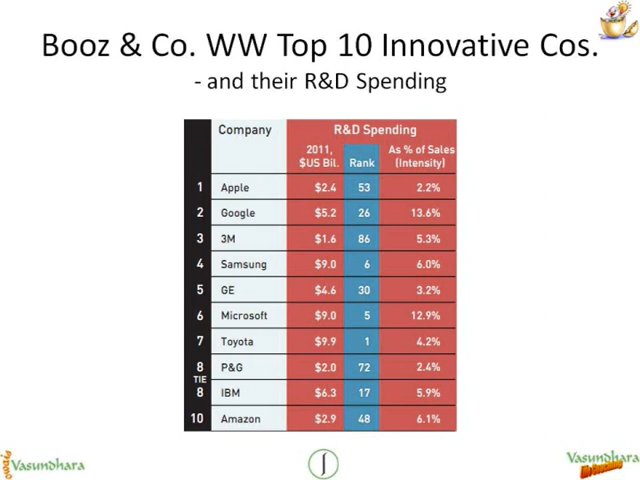 Booz & Co. WW Top 10 Innovative Cos.
- and their R&D Spending
Company R&D Spending
2011, $US Bil. Rank As % of Sales (Intensity)
1 Apple $2.4 53 2.2%
2 Google $5.2 26 13.6%
3 3M $1.6 86 5.3%
4 Samsung $9.0 6 6.0%
5 GE $4.6 30 3.2%
6 Microsoft $9.0 5 12.9%
7 Toyota $9.9 1 4.2%
8 P&G $2.0 72 2.4%
TIE
8 IBM $6.3 17 5.9%
10 Amazon $2.9 48 6.1%
Vasundhara
Vasundhara